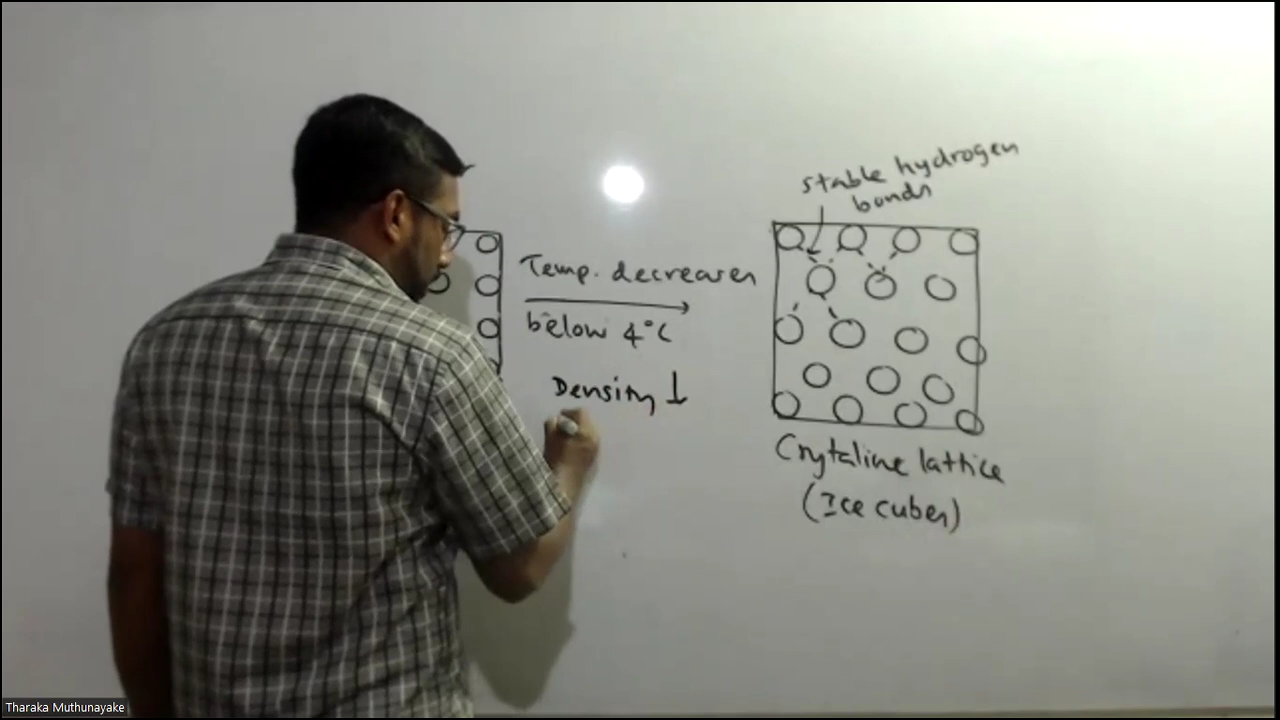 stable hydrogen
bonds
Temp. decreases
below 4°C
Density ↓
Crytaline lattice
(Ice cubes)
Tharaka Muthunayake